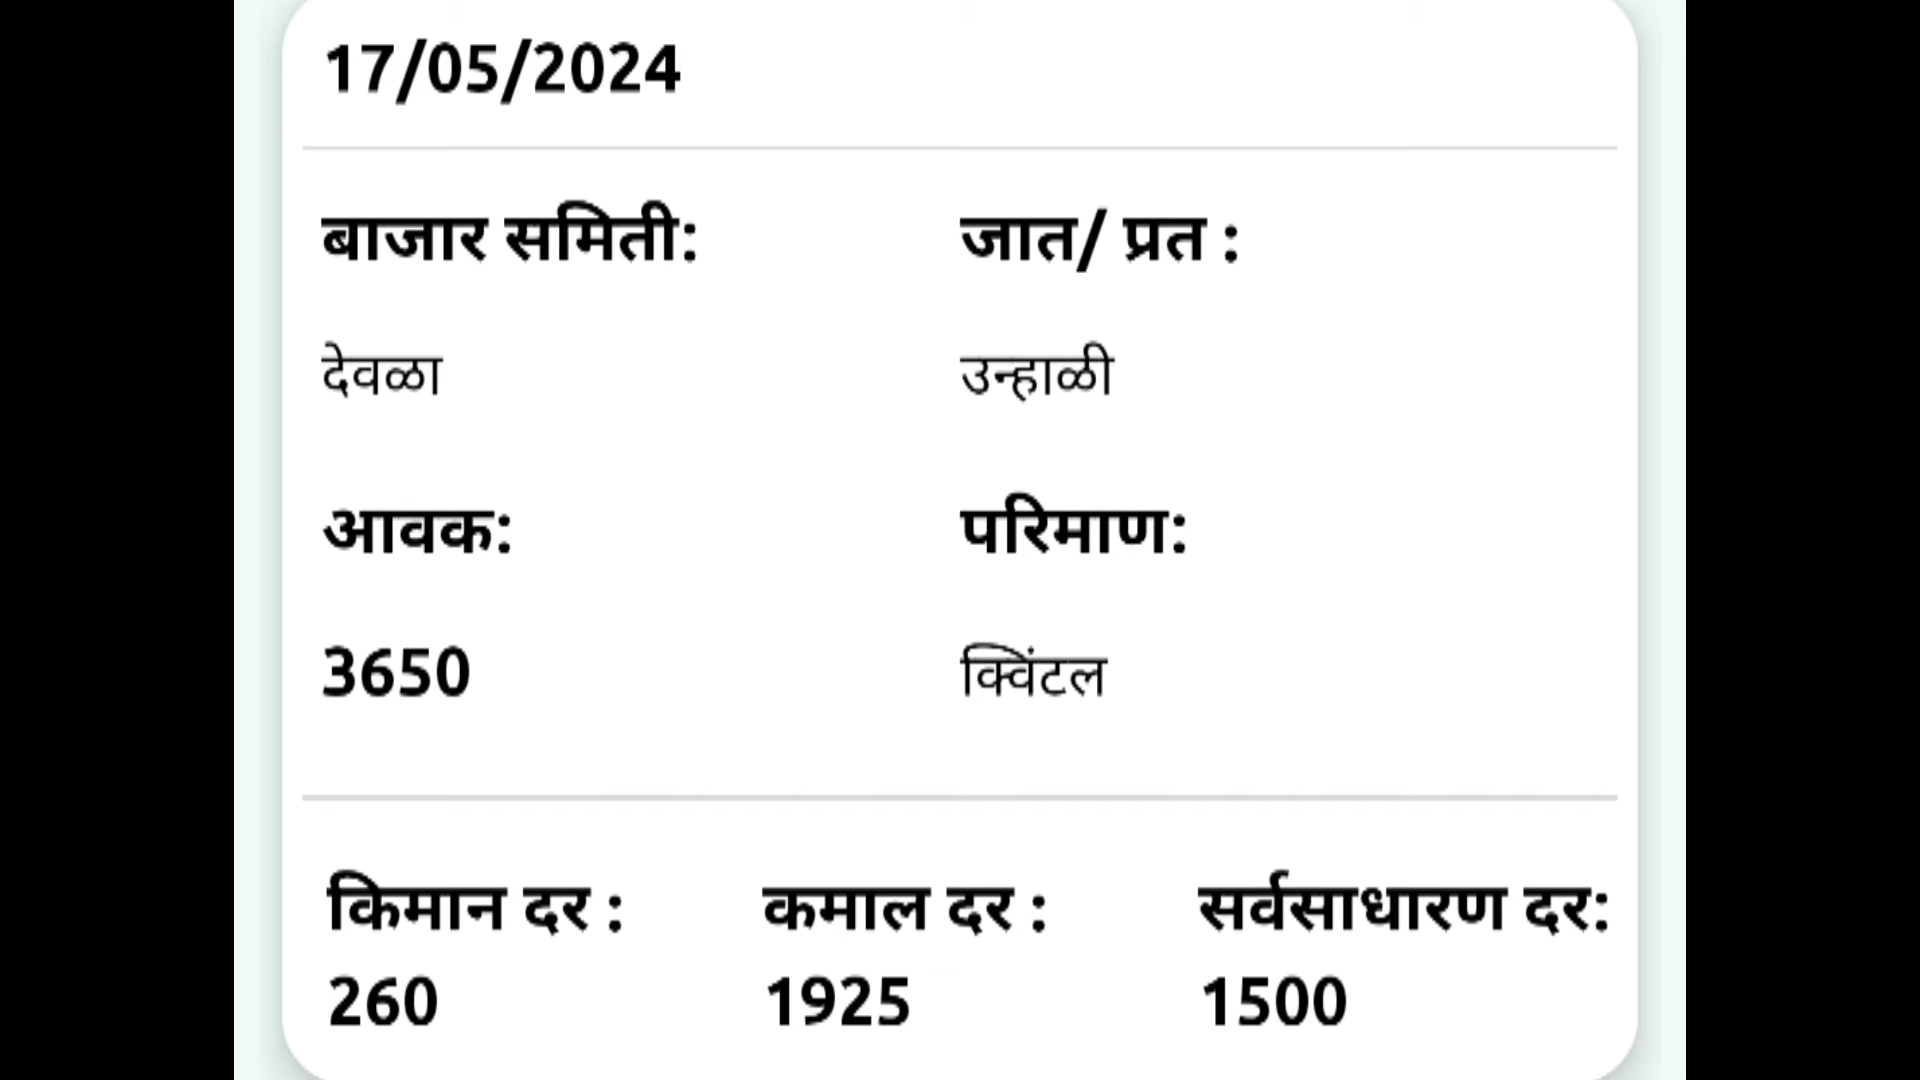 17/05/2024
बाजार समिती: जात/ प्रत :
देवळा उन्हाळी
आवक: परिमाण:
3650 क्विंटल
किमान दर : कमाल दर : सर्वसाधारण दर:
260 1925 1500